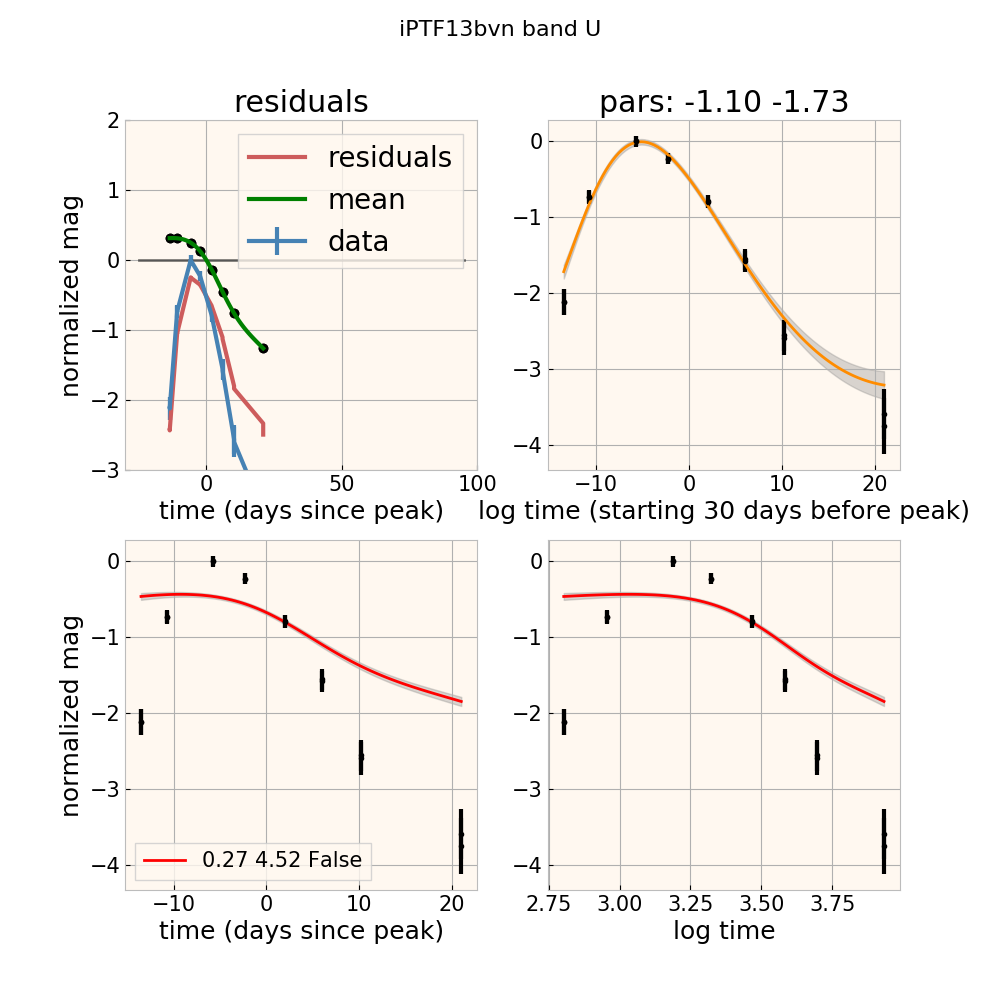 iPTF13bvn band U
residuals
pars: -1.10 -1.73
normalized mag
2
1
0
−1
−2
−3
residuals
mean
data
0
50
100
time (days since peak)
0
−1
−2
−3
−4
−10
0
10
20
log time (starting 30 days before peak)
normalized mag
0
−1
−2
−3
−4
0.27 4.52 False
−10
0
10
20
time (days since peak)
0
−1
−2
−3
−4
2.75
3.00
3.25
3.50
3.75
log time